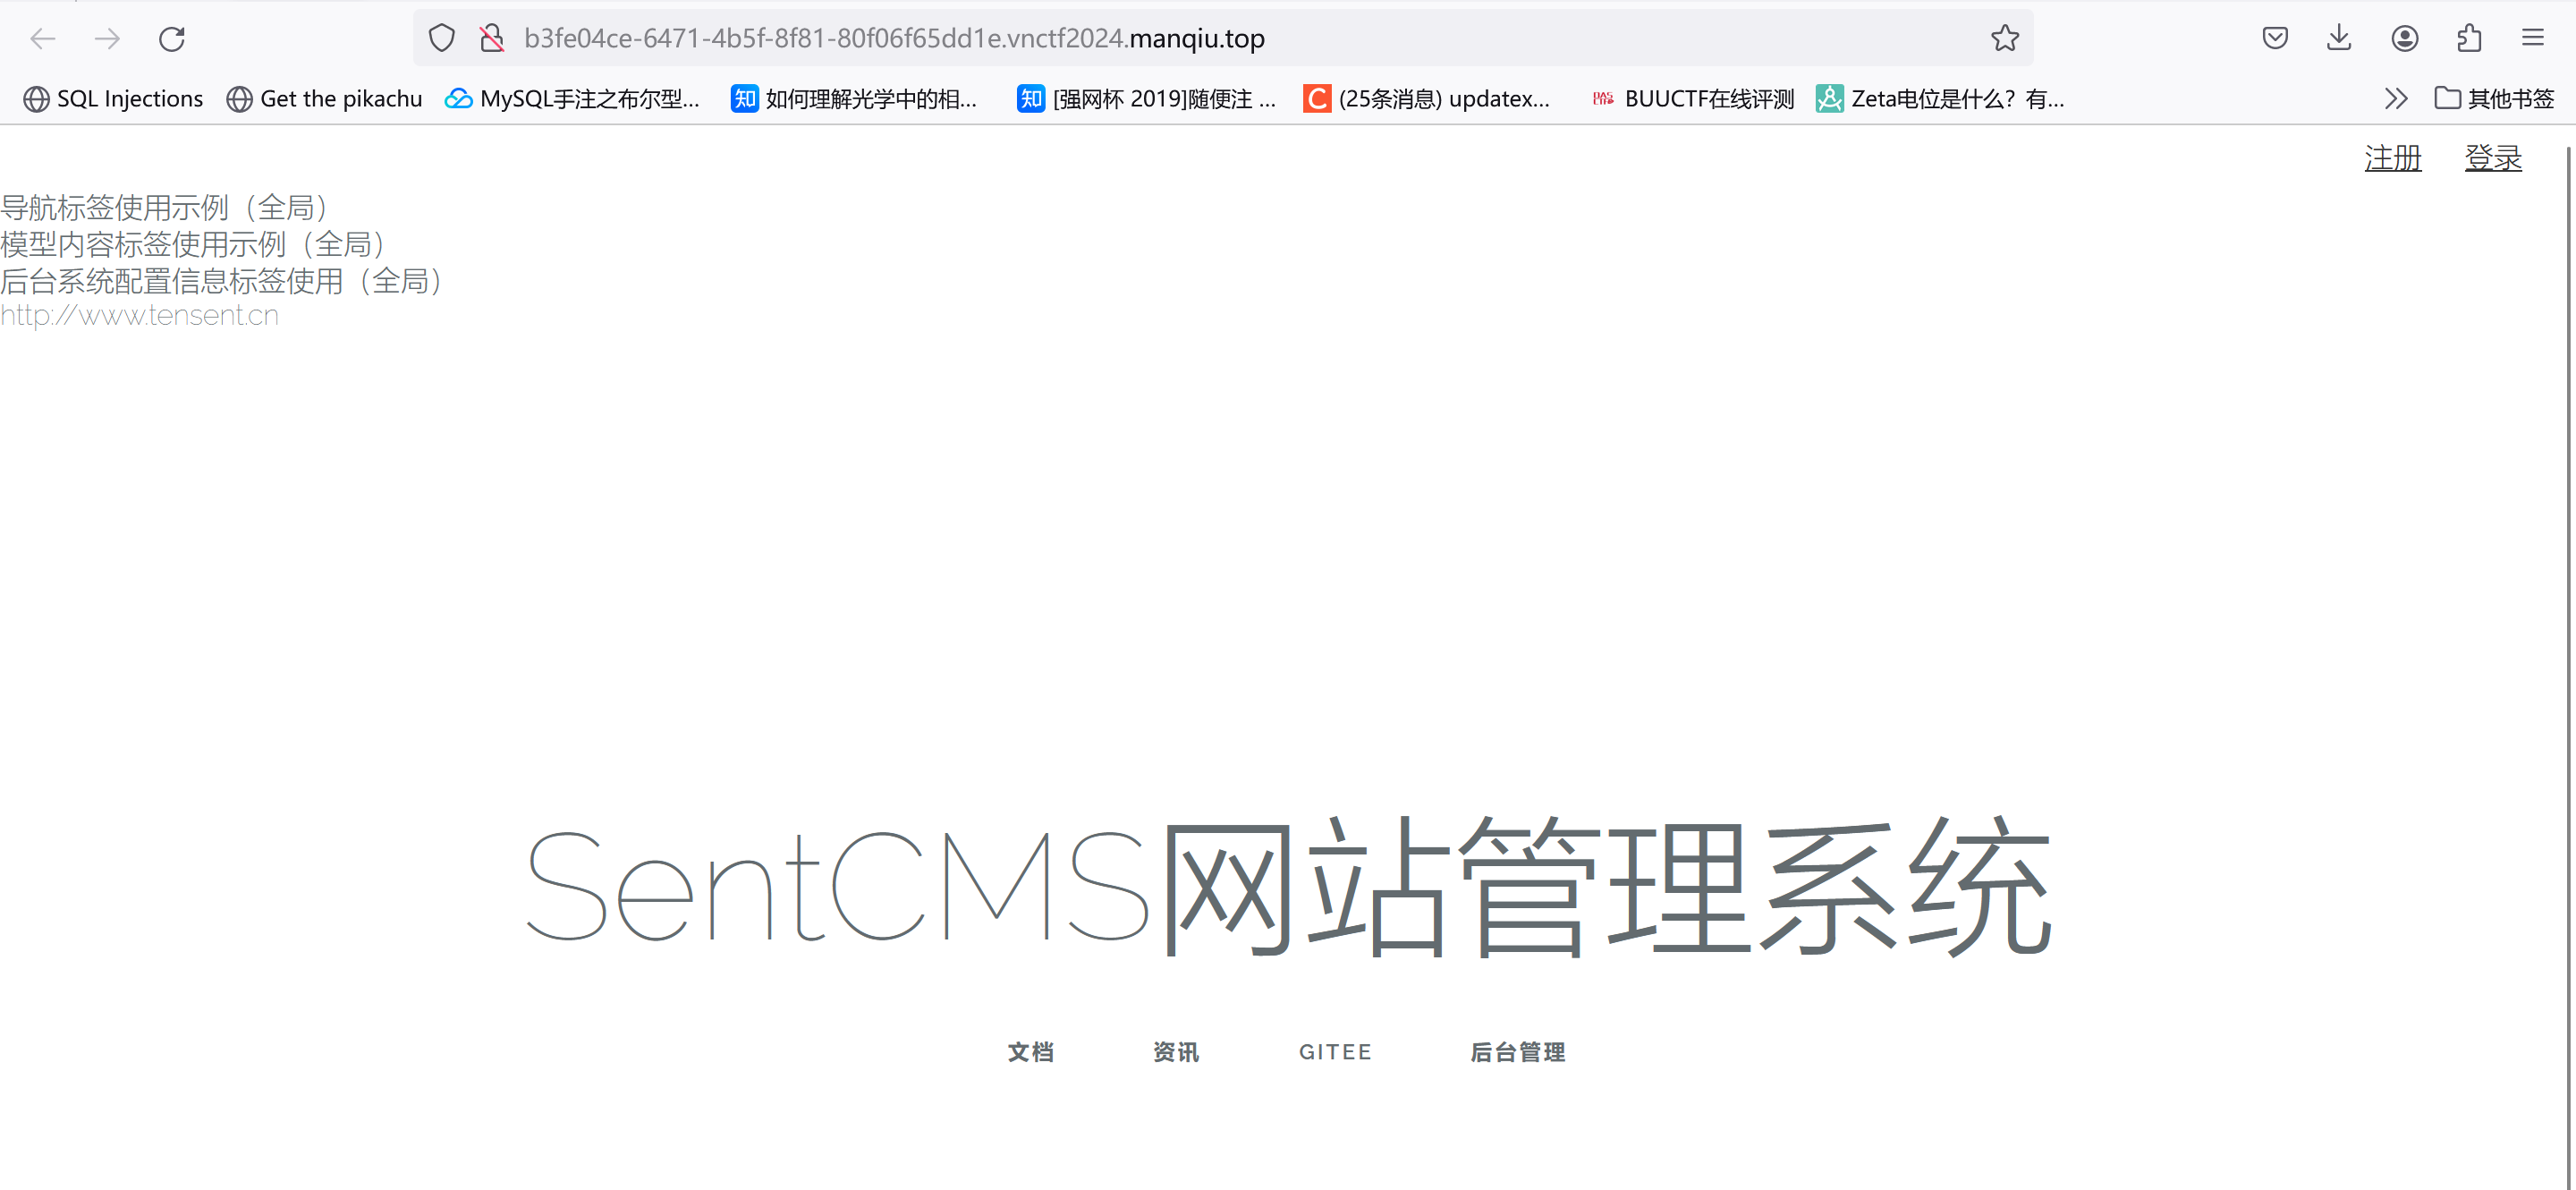 b3fe04ce-6471-4b5f-8f81-80f06f65dd1e.vnctf2024.manqiu.top
SQL Injections Get the pikachu MySQL手注之布尔型... 知 如何理解光学中的相... 知 [强网杯 2019]随便注 ... C (25条消息) updatex... BUUCTF在线评测 Zeta电位是什么？有... 其他书签
注册 登录
导航标签使用示例（全局）
模型内容标签使用示例（全局）
后台系统配置信息标签使用（全局）
http://www.tensent.cn
SentCMS网站管理系统
文档 资讯 GITEE 后台管理